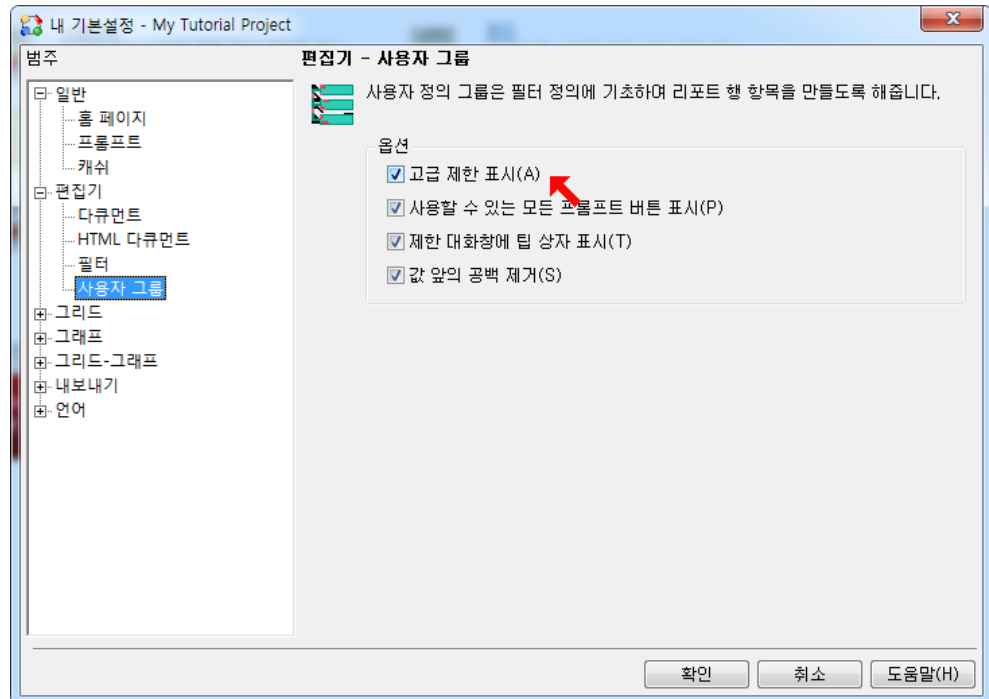 내 기본설정 - My Tutorial Project
범주
일반
홈 페이지
프롬프트
캐쉬
편집기
다큐먼트
HTML 다큐먼트
필터
사용자 그룹
그리드
그래프
그리드-그래프
내보내기
언어
편집기 - 사용자 그룹
사용자 정의 그룹은 필터 정의에 기초하며 리포트 행 항목을 만들도록 해줍니다.
옵션
고급 제한 표시(A)
사용할 수 있는 모든 프롬프트 버튼 표시(P)
제한 대화창에 팁 상자 표시(T)
값 앞의 공백 제거(S)
확인
취소
도움말(H)